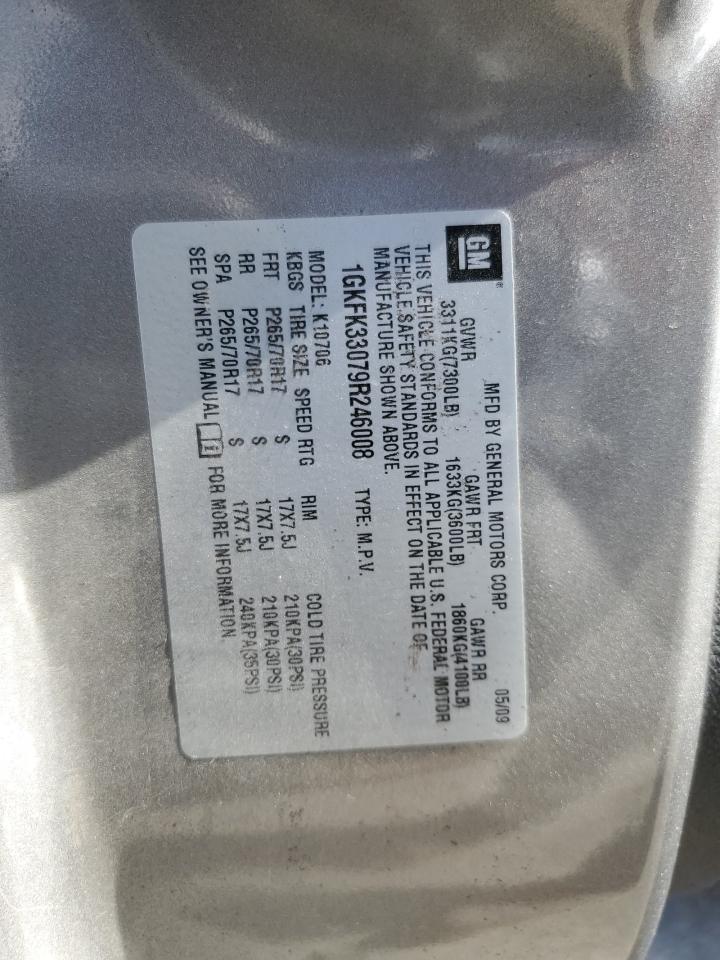 GM®
MFD BY GENERAL MOTORS CORP. 05/09
GVWR GAWR FRT GAWR RR
3311KG(7300LB) 1633KG(3600LB) 1860KG(4100LB)
THIS VEHICLE CONFORMS TO ALL APPLICABLE U.S. FEDERAL MOTOR
VEHICLE SAFETY STANDARDS IN EFFECT ON THE DATE OF
MANUFACTURE SHOWN ABOVE.
1GKFK33079R246008 TYPE: M.P.V.
MODEL: K10706
KBGS TIRE SIZE SPEED RTG RIM COLD TIRE PRESSURE
FRT P265/70R17 S 17X7.5J 210KPA(30PSI)
RR P265/70R17 S 17X7.5J 210KPA(30PSI)
SPA P265/70R17 S 17X7.5J 240KPA(35PSI)
SEE OWNER'S MANUAL FOR MORE INFORMATION